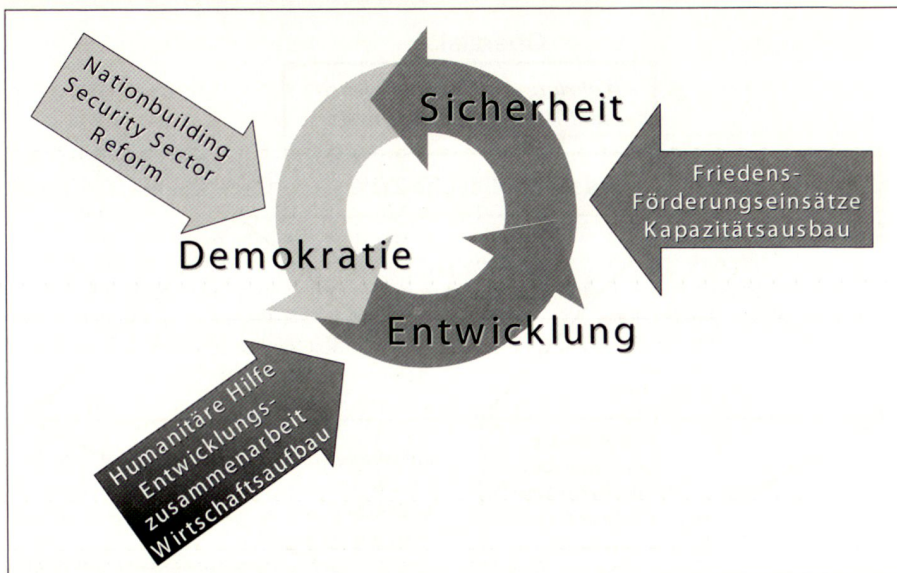 Nationbuilding
Security Sector
Reform
Sicherheit
Friedens-
Förderungseinsätze
Kapazitätsausbau
Demokratie
Entwicklung
Humanitäre Hilfe
Entwicklungs-
zusammenarbeit
Wirtschaftsaufbau